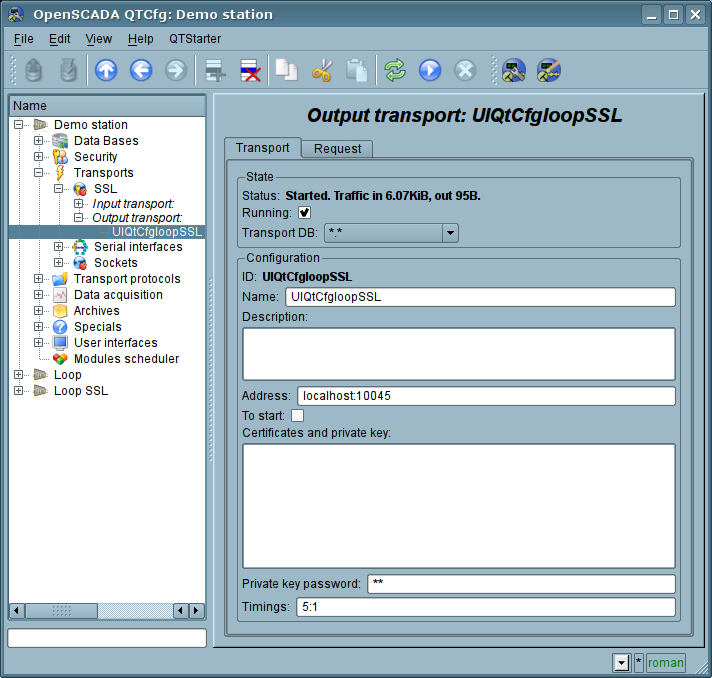 OpenSCADA QTCfg: Demo station
File Edit View Help QTStarter
Name
Demo station
Data Bases
Security
Transports
SSL
Input transport:
Output transport:
UIQtCfgloopSSL
Serial interfaces
Sockets
Transport protocols
Data acquisition
Archives
Specials
User interfaces
Modules scheduler
Loop
Loop SSL
Output transport: UIQtCfgloopSSL
Transport Request
State
Status: Started. Traffic in 6.07KiB, out 95B.
Running:
Transport DB: *.*
Configuration
ID: UIQtCfgloopSSL
Name: UIQtCfgloopSSL
Description:
Address: localhost:10045
To start:
Certificates and private key:
Private key password: **
Timings: 5:1
* roman